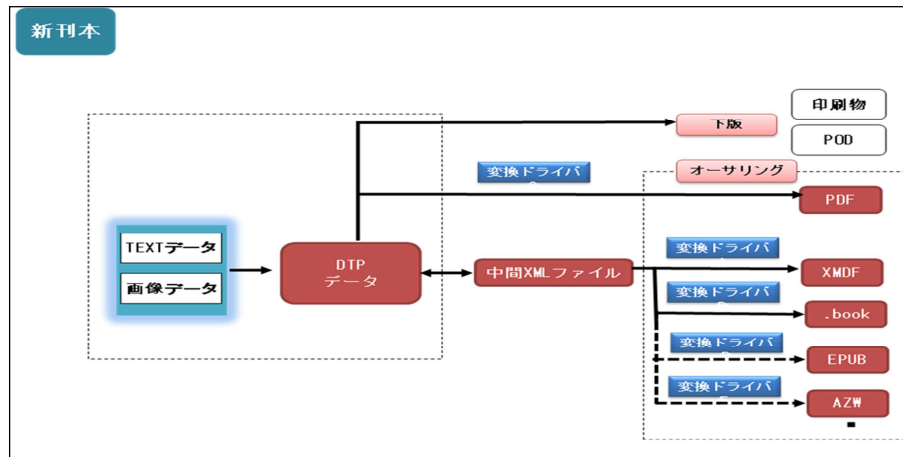 新刊本
印刷物
下版
POD
オーサリング
変換ドライバ
PDF
TEXTデータ
画像データ
DTP
データ
中間XMLファイル
変換ドライバ
XMDF
変換ドライバ
.book
変換ドライバ
EPUB
変換ドライバ
AZW